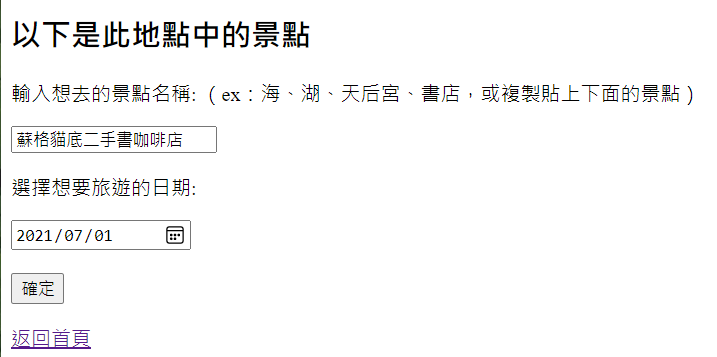 以下是此地點中的景點
輸入想去的景點名稱: （ex：海、湖、天后宮、書店，或複製貼上下面的景點）
蘇格貓底二手書咖啡店
選擇想要旅遊的日期:
2021/07/01
確定
返回首頁